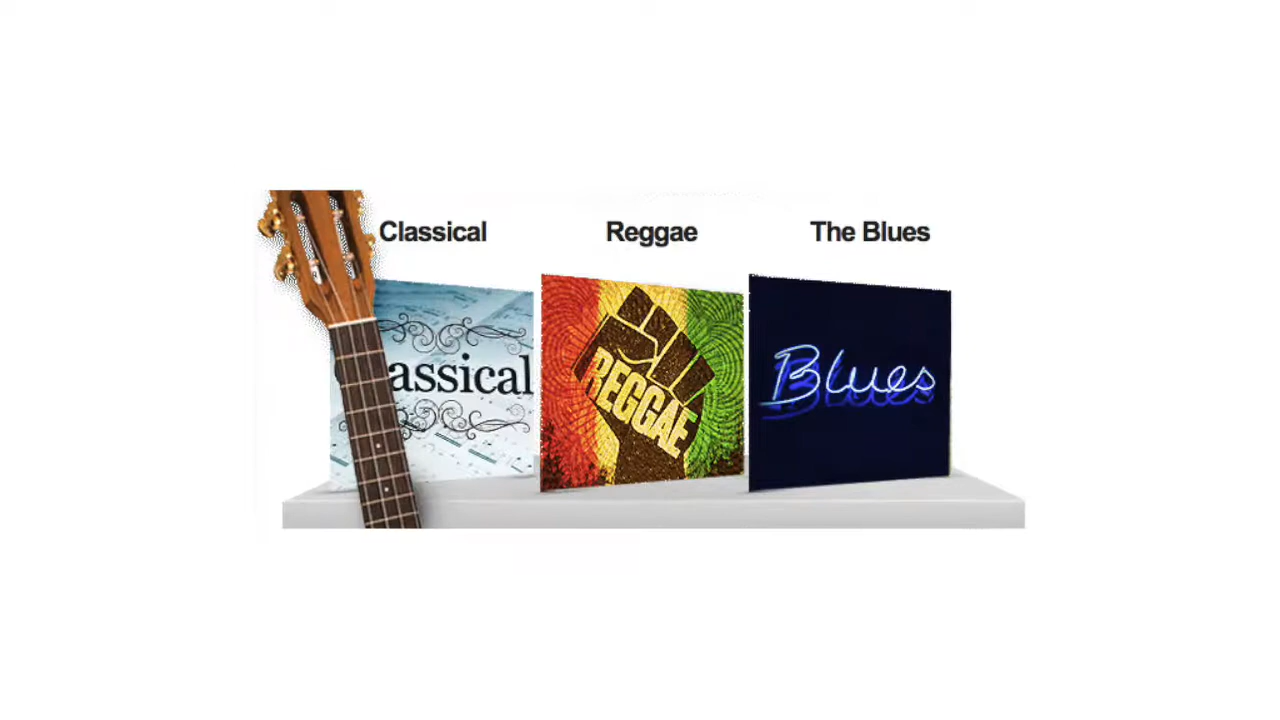 Classical
Reggae
The Blues
assical
REGGAE
Blues